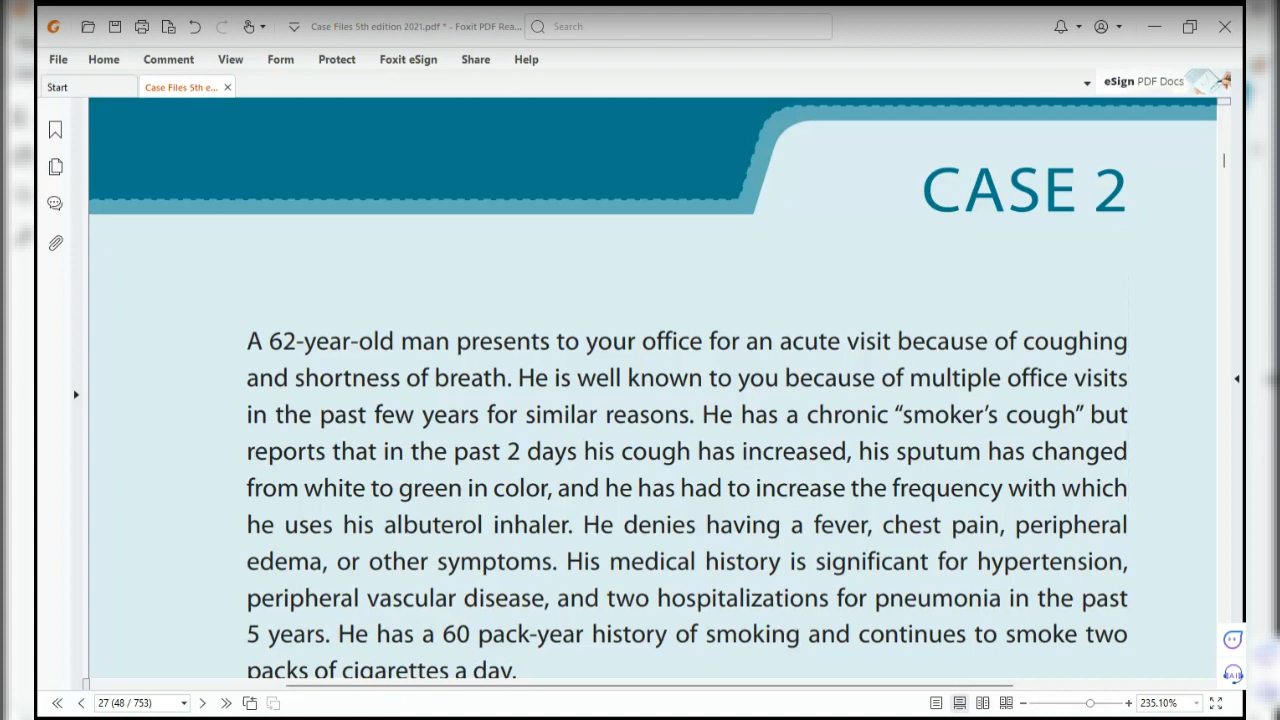 Case Files 5th edition 2021.pdf * - Foxit PDF Rea...
Search
File Home Comment View Form Protect Foxit eSign Share Help
Start
Case Files 5th e...
eSign PDF Docs
CASE 2
A 62-year-old man presents to your office for an acute visit because of coughing
and shortness of breath. He is well known to you because of multiple office visits
in the past few years for similar reasons. He has a chronic “smoker’s cough” but
reports that in the past 2 days his cough has increased, his sputum has changed
from white to green in color, and he has had to increase the frequency with which
he uses his albuterol inhaler. He denies having a fever, chest pain, peripheral
edema, or other symptoms. His medical history is significant for hypertension,
peripheral vascular disease, and two hospitalizations for pneumonia in the past
5 years. He has a 60 pack-year history of smoking and continues to smoke two
packs of cigarettes a day.
27 (48 / 753)
235.10%